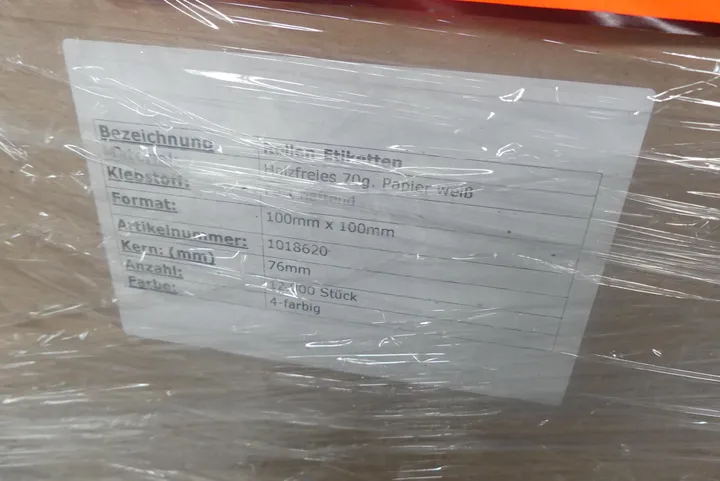 Bezeichnung Rollen Etiketten
Holzfreies 70g. Papier weiß
Klebstoff:
Format: 100mm x 100mm
Artikelnummer: 1018620
Kern: (mm) 76mm
Anzahl: Stück
Farbe: 4-farbig